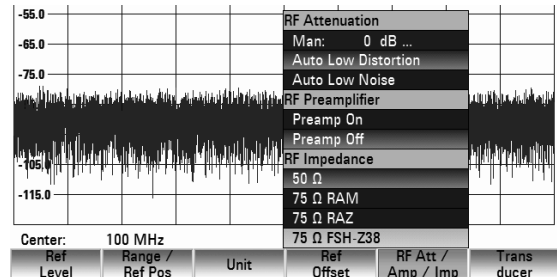 -55.0
RF Attenuation
Man: 0 dB ...
-65.0
Auto Low Distortion
-75.0
Auto Low Noise
RF Preamplifier
Preamp On
Preamp Off
RF Impedance
-105.0
50 Ω
75 Ω RAM
-115.0
75 Ω RAZ
75 Ω FSH-Z38
Center: 100 MHz
Ref Level
Range / Ref Pos
Unit
Ref Offset
RF Att / Amp / Imp
Trans ducer